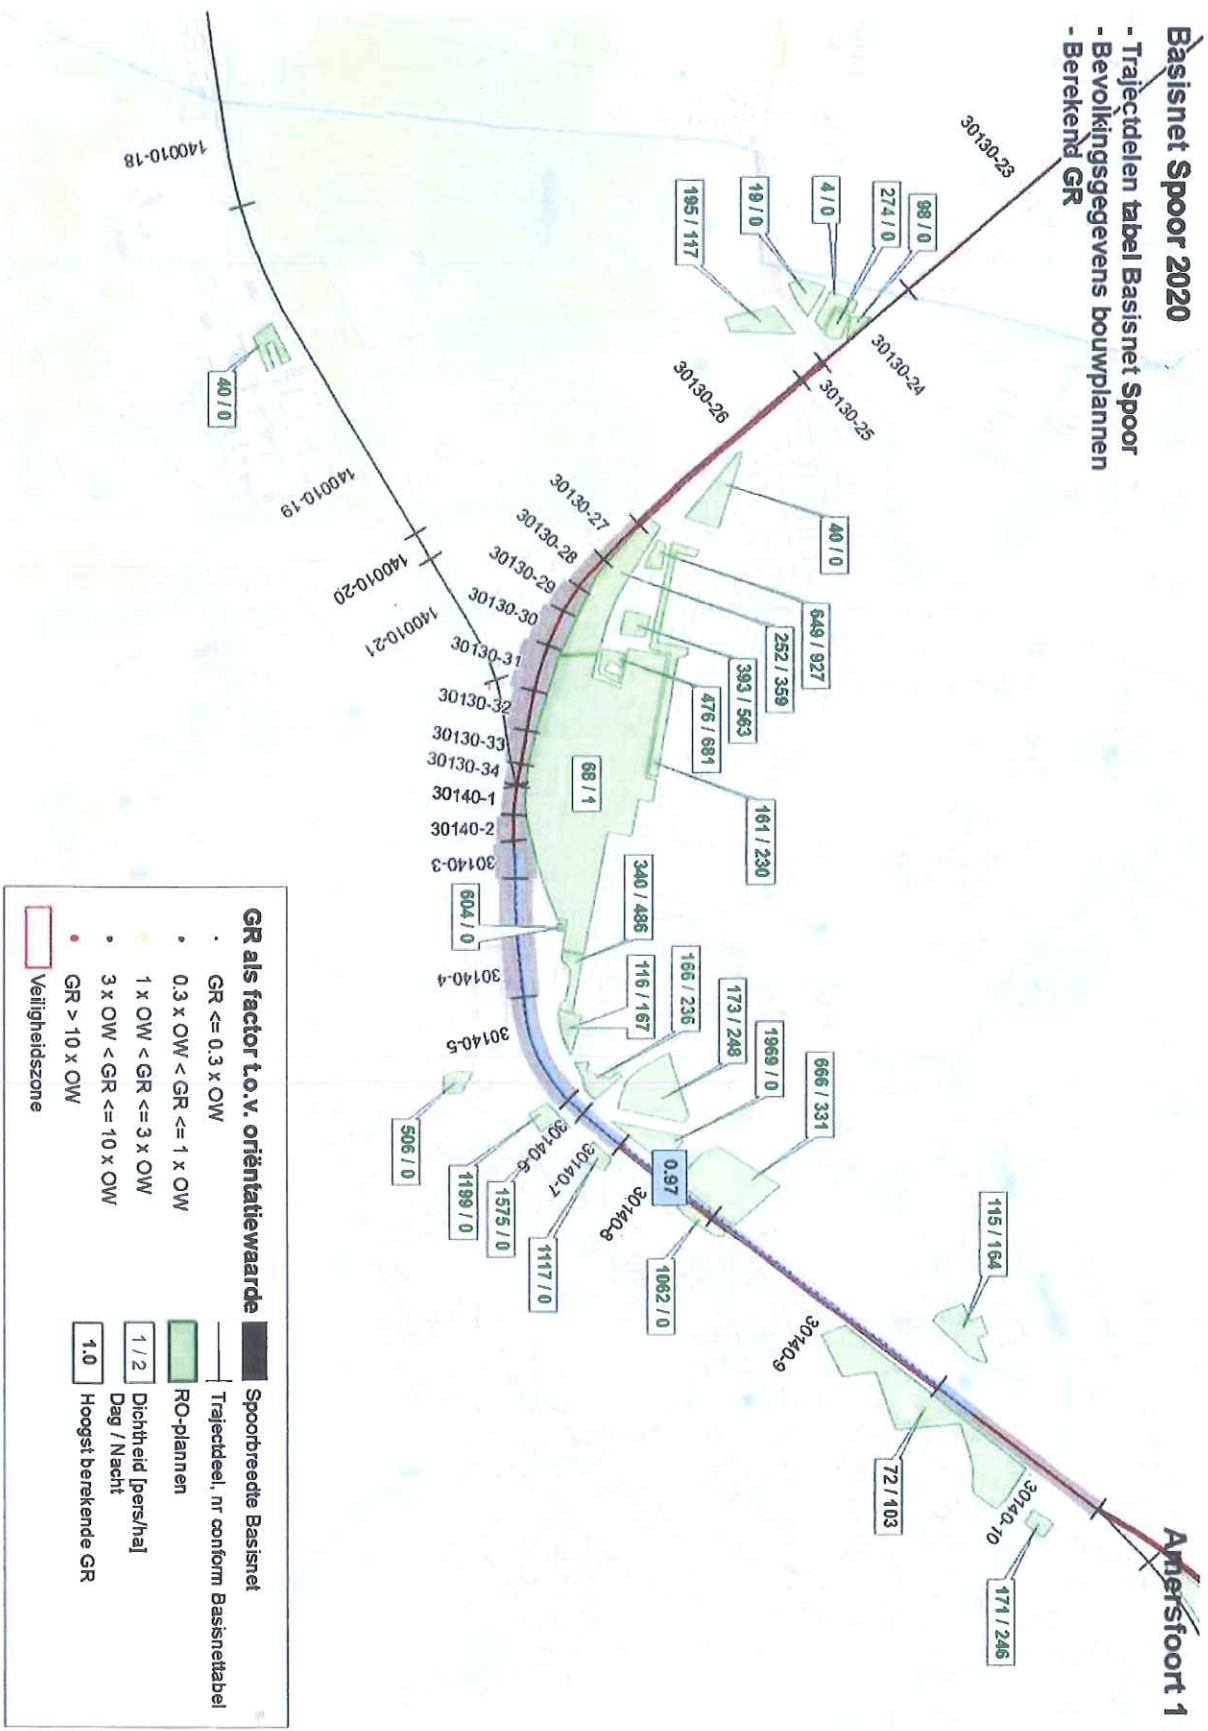 Basisnet Spoor 2020
- Trajectdelen tabel Basisnet Spoor
- Bevolkingsgegevens bouwplannen
- Berekend GR
Amersfoort 1
30130-23
98 / 0
274 / 0
4 / 0
19 / 0
195 / 117
30130-24
30130-25
30130-26
140010-18
40 / 0
140010-19
140010-20
140010-21
40 / 0
30130-27
30130-28
30130-29
30130-30
30130-31
30130-32
30130-33
30130-34
30140-1
30140-2
30140-3
30140-4
30140-5
30140-6
30140-7
30140-8
30140-9
30140-10
649 / 927
252 / 359
393 / 563
476 / 681
68 / 1
161 / 230
604 / 0
340 / 486
116 / 167
166 / 236
173 / 248
1969 / 0
666 / 331
506 / 0
1199 / 0
1575 / 0
1117 / 0
0.97
1062 / 0
115 / 164
72 / 103
171 / 246
GR als factor t.o.v. oriëntatiewaarde
GR <= 0.3 x OW
0.3 x OW < GR <= 1 x OW
1 x OW < GR <= 3 x OW
3 x OW < GR <= 10 x OW
GR > 10 x OW
Veiligheidszone
Spoorbreedte Basisnet
Trajectdeel, nr conform Basisnettabel
RO-plannen
1 / 2
Dichtheid [pers/ha]
Dag / Nacht
1.0
Hoogst berekende GR